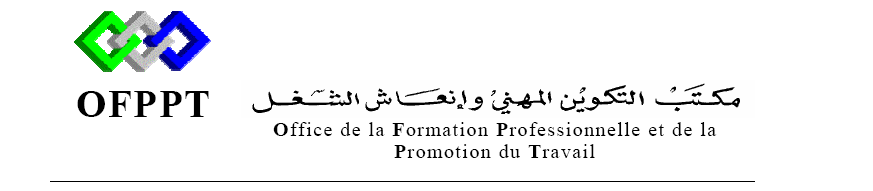 OFPPT
مكتب التكوين المهني وإنعاش الشغل
Office de la Formation Professionnelle et de la
Promotion du Travail